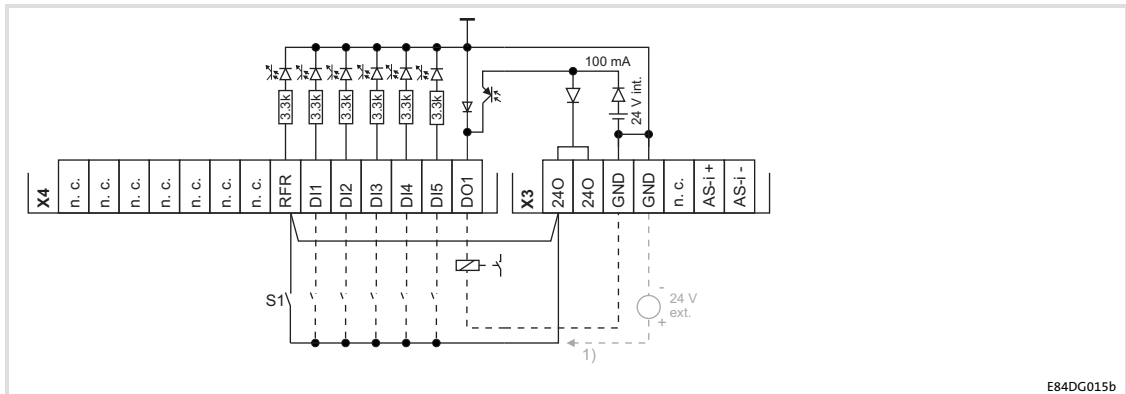 100 mA
3.3k
3.3k
3.3k
3.3k
3.3k
3.3k
24 V int.
X4
n. c.
n. c.
n. c.
n. c.
n. c.
n. c.
n. c.
RFR
DI1
DI2
DI3
DI4
DI5
DO1
X3
24O
24O
GND
GND
n. c.
AS-i +
AS-i -
S1
-
24 V
ext.
+
1)
E84DG015b